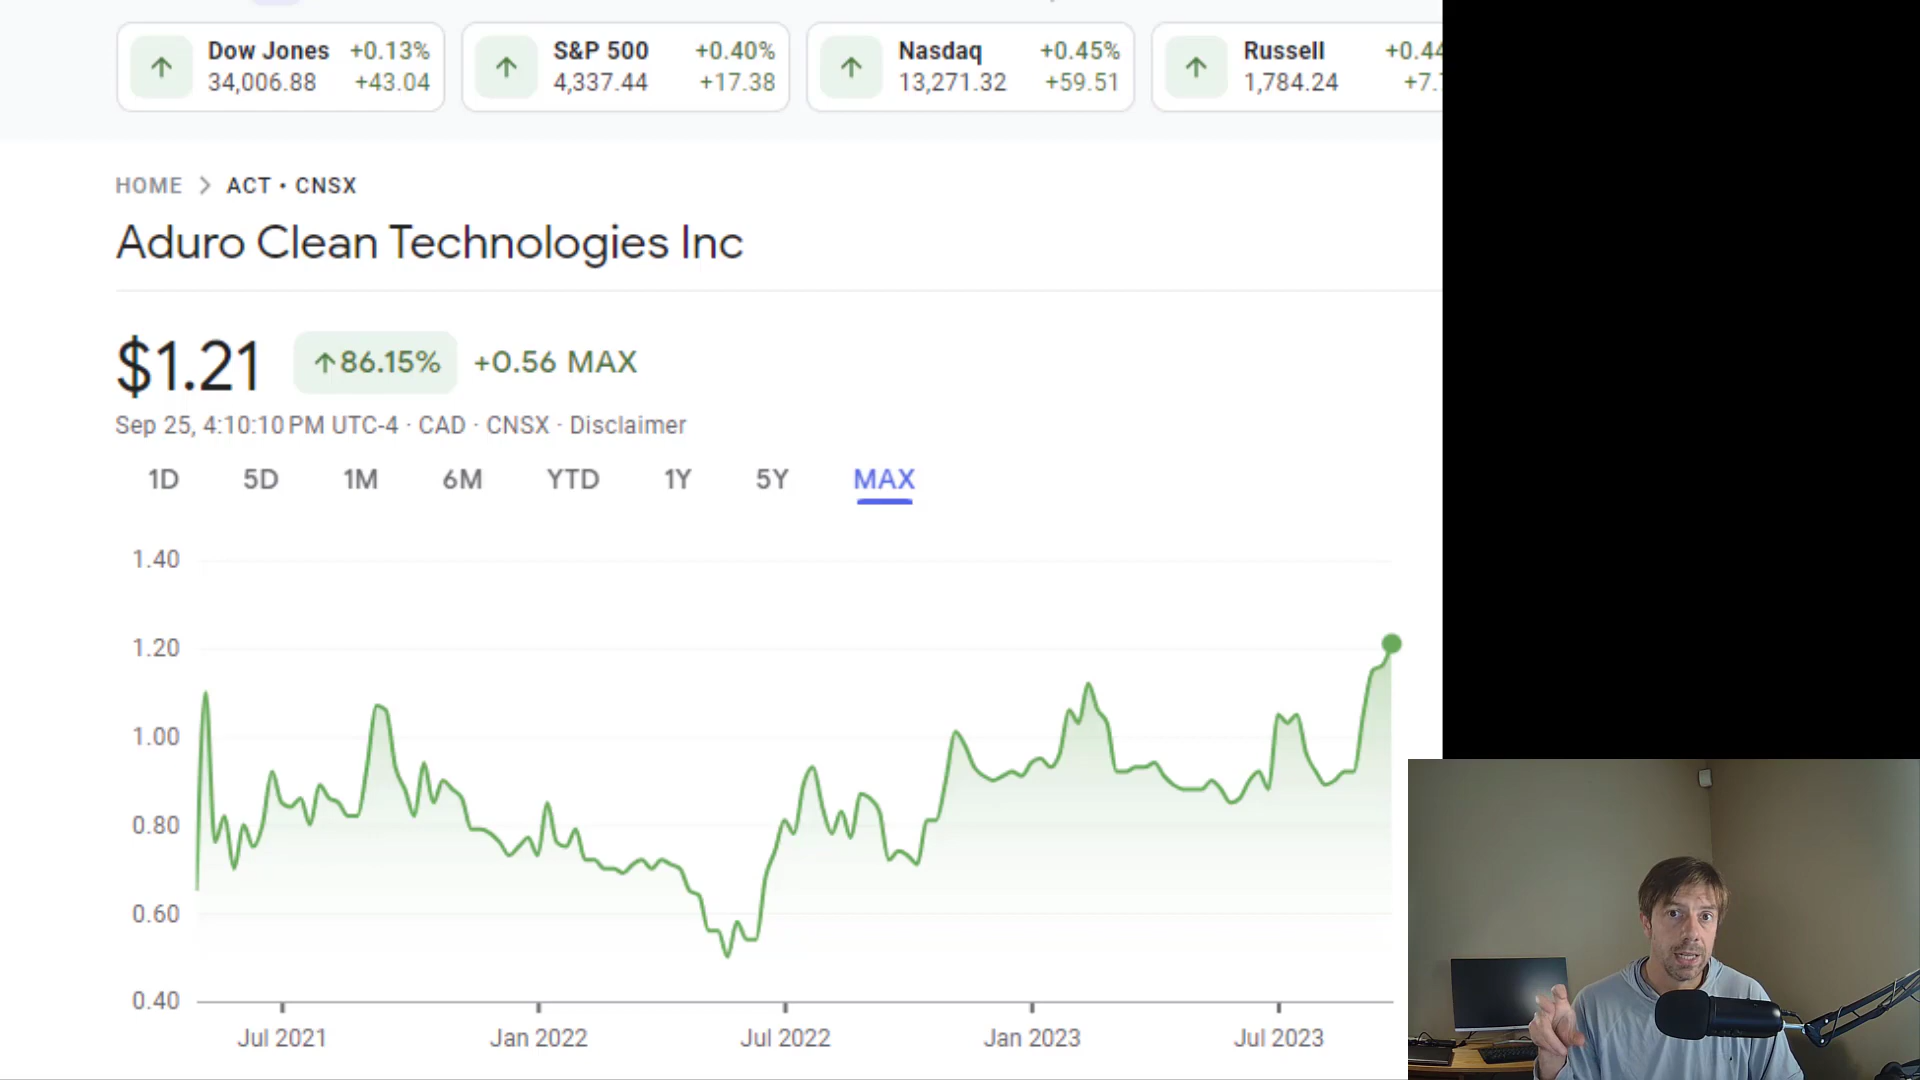 Dow Jones +0.13%
34,006.88 +43.04
S&P 500 +0.40%
4,337.44 +17.38
Nasdaq +0.45%
13,271.32 +59.51
Russell +0.44
1,784.24 +7.
HOME > ACT • CNSX
Aduro Clean Technologies Inc
$1.21 ↑86.15% +0.56 MAX
Sep 25, 4:10:10 PM UTC-4 · CAD · CNSX · Disclaimer
1D 5D 1M 6M YTD 1Y 5Y MAX
1.40
1.20
1.00
0.80
0.60
0.40
Jul 2021 Jan 2022 Jul 2022 Jan 2023 Jul 2023